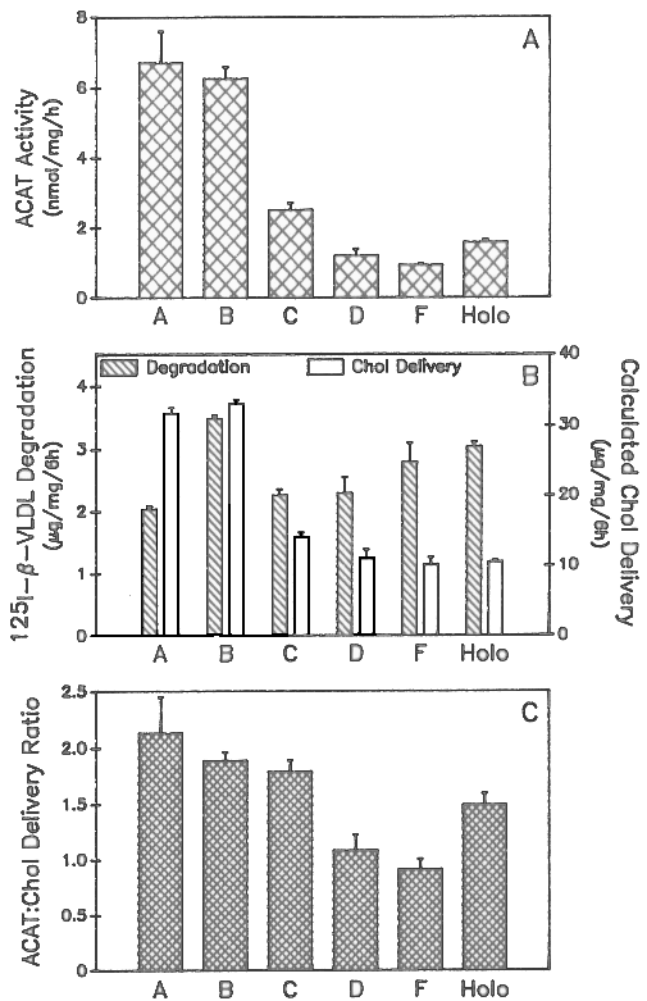 A
ACAT Activity
(nmol/mg/h)
8
6
4
2
0
A B C D F Holo
Degradation Chol Delivery
B
125I-β-VLDL Degradation
(μg/mg/6h)
4
3
2
1
0
40
30
20
10
0
Calculated Chol Delivery
(μg/mg/6h)
A B C D F Holo
C
ACAT:Chol Delivery Ratio
2.5
2.0
1.5
1.0
0.5
0
A B C D F Holo